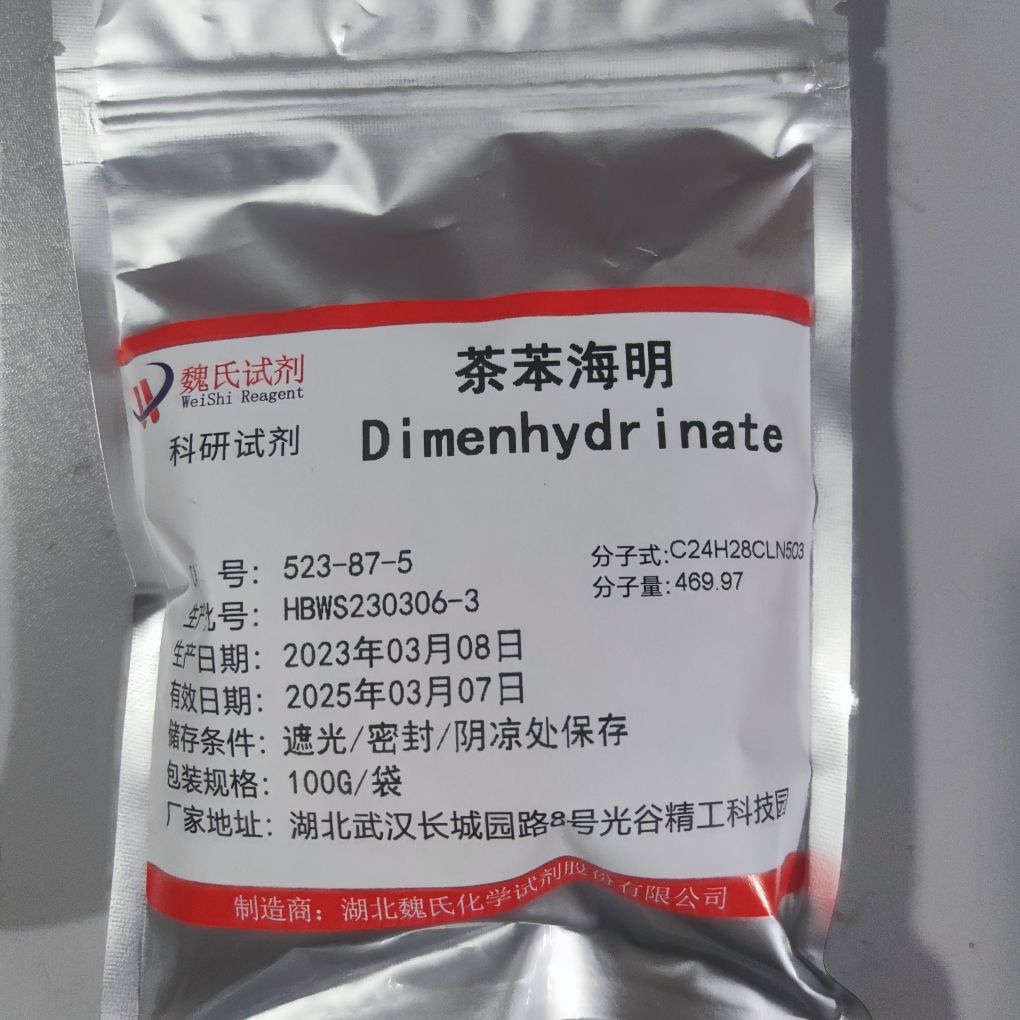 魏氏试剂
WeiShi Reagent
科研试剂
茶苯海明
Dimenhydrinate
号: 523-87-5
分子式:C24H28CLN5O3
分子量:469.97
生产批号: HBWS230306-3
生产日期: 2023年03月08日
有效日期: 2025年03月07日
储存条件: 遮光/密封/阴凉处保存
包装规格: 100G/袋
厂家地址: 湖北武汉长城园路8号光谷精工科技园
制造商: 湖北魏氏化学试剂股份有限公司